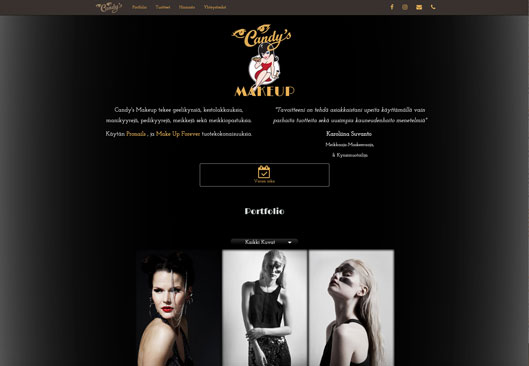 Candy's
Portfolio Tuotteet Hinnasto Yhteystiedot
Candy's
MAKEUP
Candy's Makeup tekee geelikynsiä, kestolakkauksia,
manikyyrejä, pedikyyrejä, meikkejä sekä meikkiopastuksia.
Käytän Pronails , ja Make Up Forever tuotekokonaisuuksia.
"Tavoitteeni on tehdä asiakkaistani upeita käyttämällä vain
parhaita tuotteita sekä uusimpia kauneudenhoito menetelmiä"
Karoliina Suvanto
Meikkaaja Maskeeraaja,
& Kynsimuotoilija
Varaa aika
Portfolio
Kaikki Kuvat